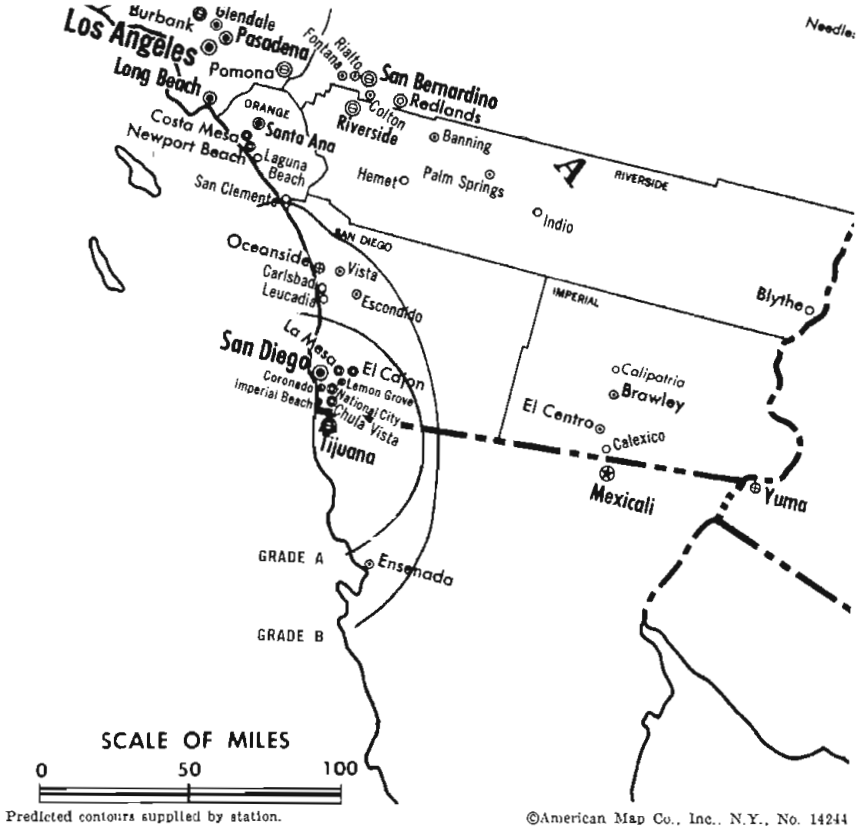 Burbank
Glendale
Needles
Los Angeles
Pasadena
Fontana
Rialto
Pomona
San Bernardino
Long Beach
Redlands
ORANGE
Colton
Riverside
Costa Mesa
Santa Ana
Banning
Newport Beach
Laguna
Beach
A
Hemet
Palm Springs
RIVERSIDE
San Clemente
Indio
SAN DIEGO
Oceanside
Vista
Carlsbad
Leucadia
Escondido
IMPERIAL
Blythe
La Mesa
San Diego
El Cajon
Calipatria
Coronado
Lemon Grove
Imperial Beach
National City
Brawley
Chula Vista
El Centro
Calexico
Tijuana
Mexicali
Yuma
GRADE A
Ensenada
GRADE B
SCALE OF MILES
0 50 100
Predicted contours supplied by station.
©American Map Co., Inc., N.Y., No. 14244